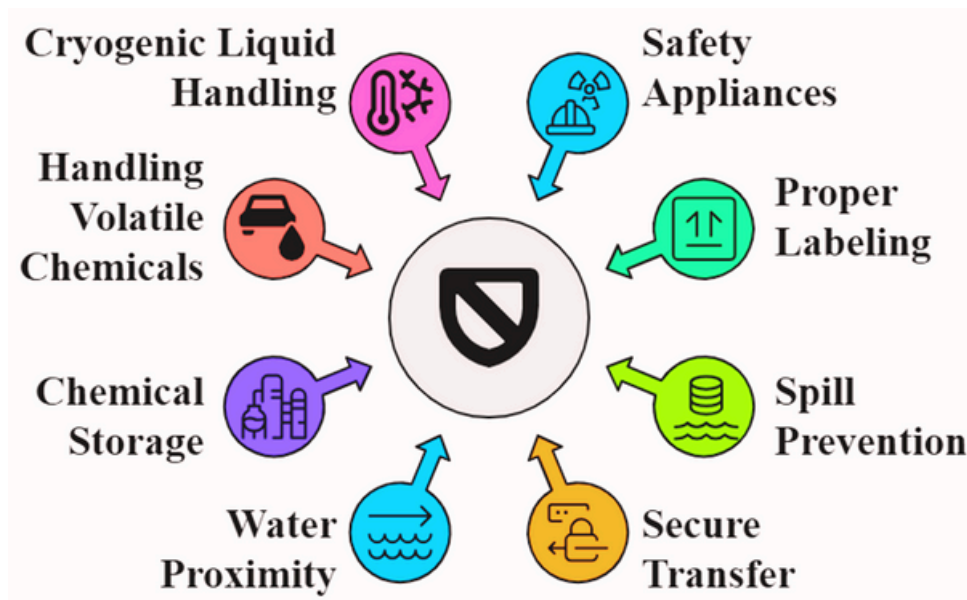 Cryogenic Liquid
Handling
Safety
Appliances
Handling
Volatile
Chemicals
Proper
Labeling
Chemical
Storage
Spill
Prevention
Water
Proximity
Secure
Transfer